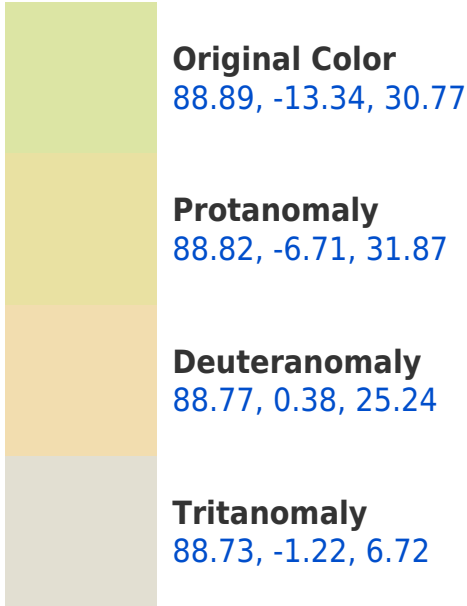 Original Color
88.89, -13.34, 30.77
Protanomaly
88.82, -6.71, 31.87
Deuteranomaly
88.77, 0.38, 25.24
Tritanomaly
88.73, -1.22, 6.72